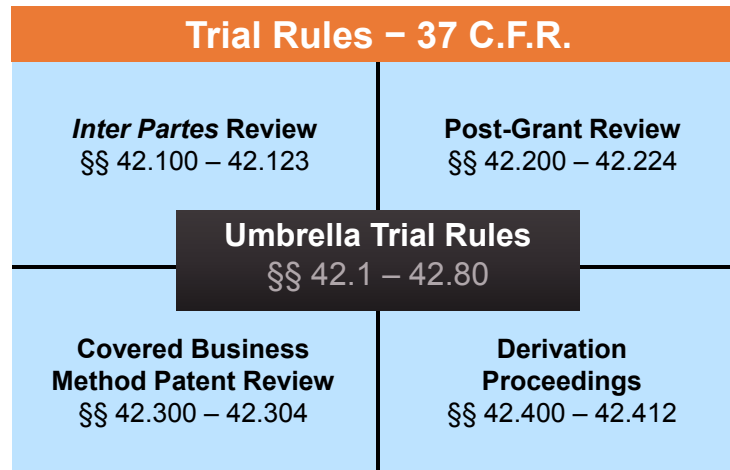 Trial Rules − 37 C.F.R.
Inter Partes Review
§§ 42.100 – 42.123
Post-Grant Review
§§ 42.200 – 42.224
Umbrella Trial Rules
§§ 42.1 – 42.80
Covered Business
Method Patent Review
§§ 42.300 – 42.304
Derivation
Proceedings
§§ 42.400 – 42.412